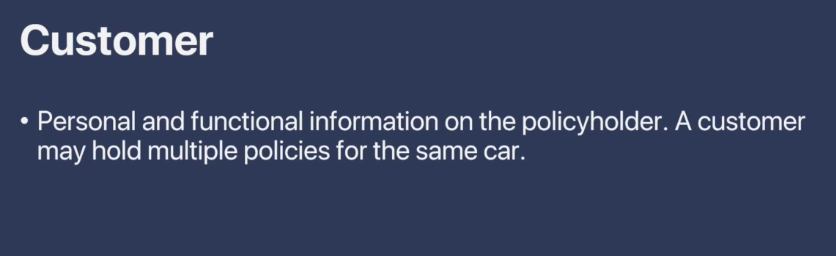 Customer
• Personal and functional information on the policyholder. A customer
may hold multiple policies for the same car.